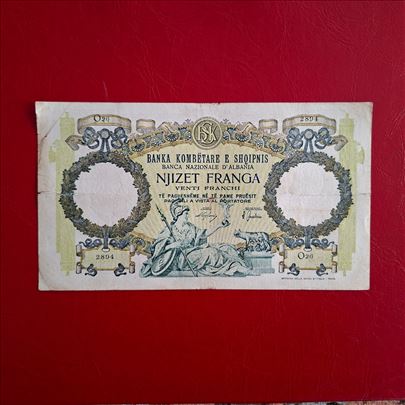 O26 2894
BKSH
BANKA KOMBËTARE E SHQIPNIS
BANCA NAZIONALE D'ALBANIA
NJIZET FRANGA
VENTI FRANCHI
TË PAGUESHME NË TË PAME PRUESIT
PAGABILI A VISTA AL PORTATORE
2894 O26